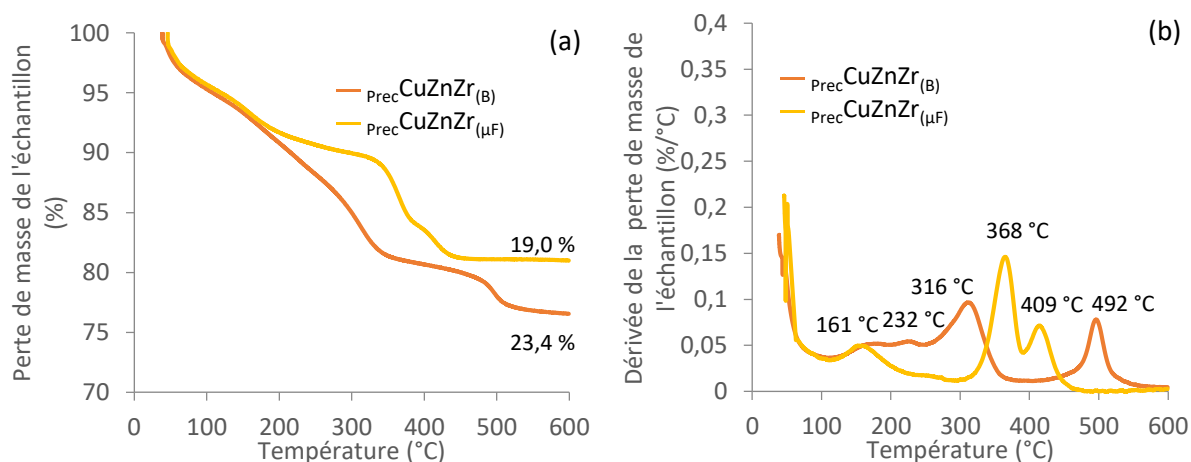 Perte de masse de l'échantillon
(%)
100
95
90
85
80
75
70
(a)
PrecCuZnZr(B)
PrecCuZnZr(µF)
19,0 %
23,4 %
0
100
200
300
400
500
600
Température (°C)
Dérivée de la perte de masse de
l'échantillon (%/°C)
0,4
0,35
0,3
0,25
0,2
0,15
0,1
0,05
0
(b)
PrecCuZnZr(B)
PrecCuZnZr(µF)
368 °C
316 °C
161 °C
232 °C
409 °C
492 °C
0
100
200
300
400
500
600
Température (°C)